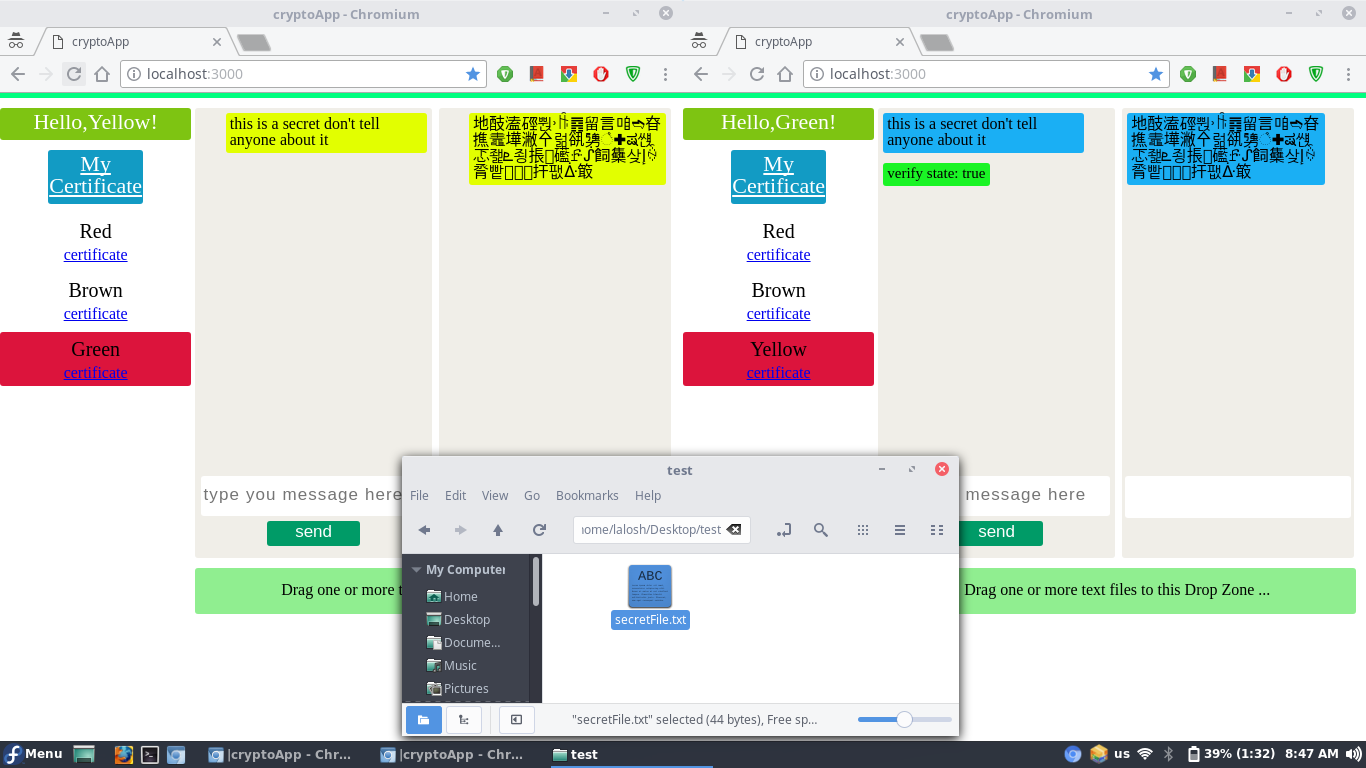 cryptoApp - Chromium
cryptoApp - Chromium
cryptoApp
cryptoApp
localhost:3000
localhost:3000
Hello,Yellow!
My
Certificate
Red
certificate
Brown
certificate
Green
certificate
this is a secret don't tell
anyone about it
type you message here
send
Drag one or more t
Hello,Green!
My
Certificate
Red
certificate
Brown
certificate
Yellow
certificate
this is a secret don't tell
anyone about it
verify state: true
message here
send
Drag one or more text files to this Drop Zone ...
test
File Edit View Go Bookmarks Help
ome/lalosh/Desktop/test
My Computer
Home
Desktop
Docume...
Music
Pictures
ABC
secretFile.txt
"secretFile.txt" selected (44 bytes), Free sp...
Menu |cryptoApp - Chr... |cryptoApp - Chr... test us 39% (1:32) 8:47 AM